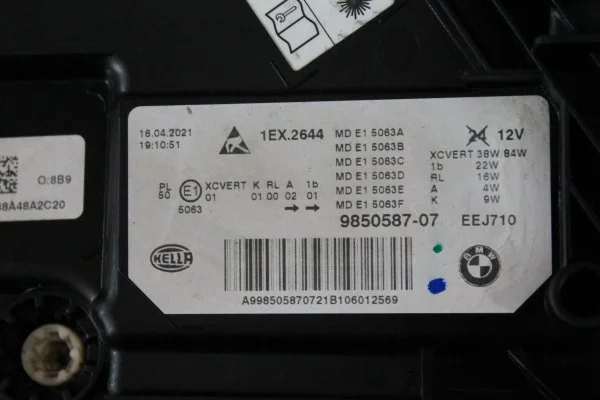 16.04.2021
19:10:51
1EX.2644
MD E1 5063A
MD E1 5063B
MD E1 5063C
MD E1 5063D
MD E1 5063E
MD E1 5063F
24 12V
XCVERT 38W/84W
1b 22W
RL 16W
A 4W
K 9W
PL
50
E1
5063
XCVERT K RL A 1b
01 01 00 02 01
9850587-07 EEJ710
HELLA
BMW
A998505870721B106012569
O:8B9
8A48A2C20